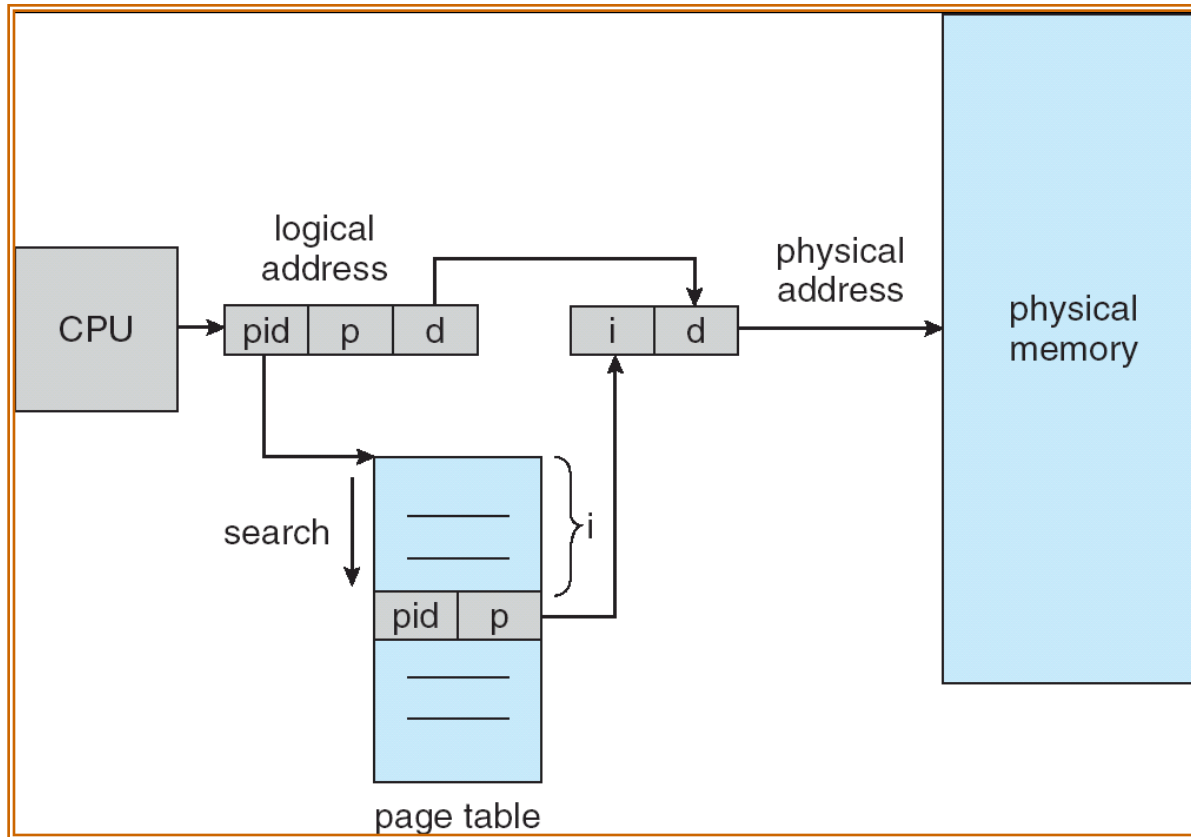 logical
address
physical
address
CPU
pid p d
i d
physical
memory
search
i
pid p
page table